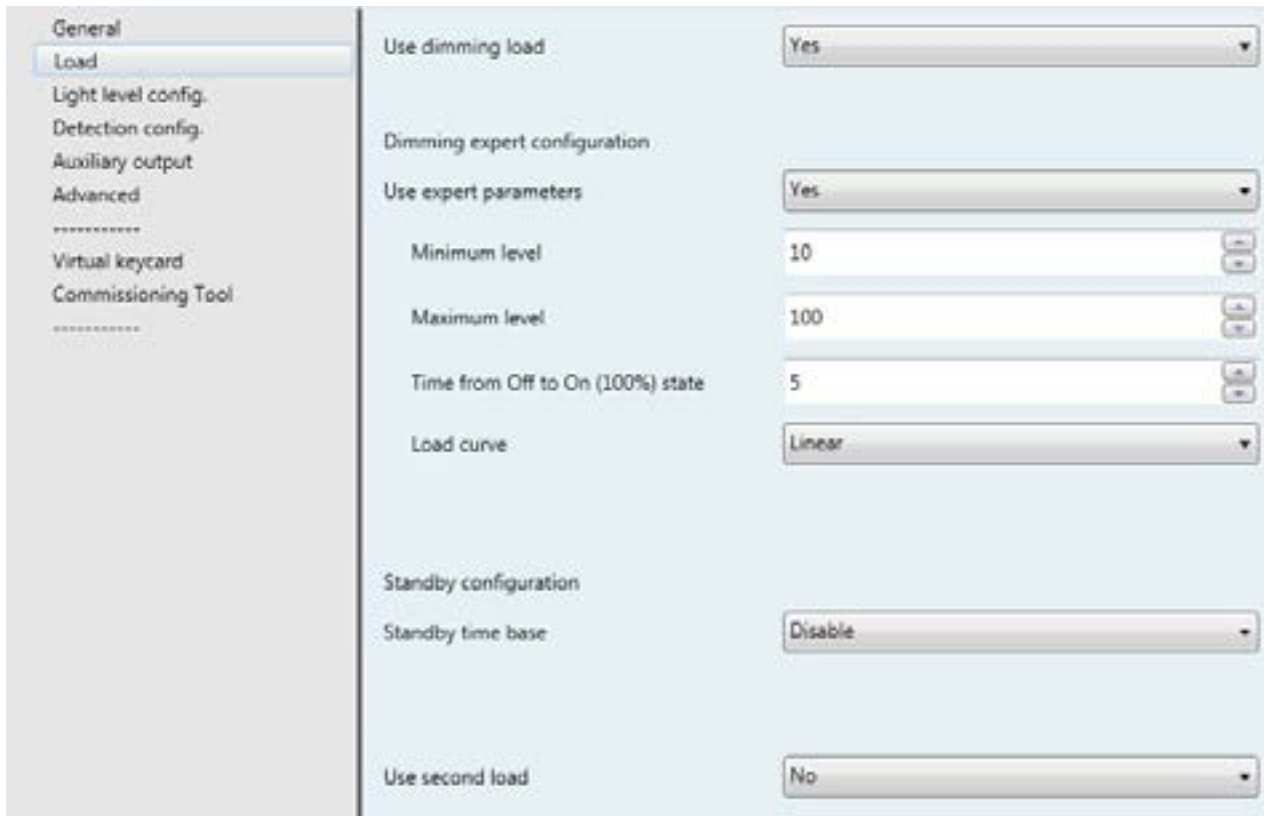 General
Load
Light level config.
Detection config.
Auxiliary output
Advanced
-----------
Virtual keycard
Commissioning Tool
-----------
Use dimming load Yes
Dimming expert configuration
Use expert parameters Yes
Minimum level 10
Maximum level 100
Time from Off to On (100%) state 5
Load curve Linear
Standby configuration
Standby time base Disable
Use second load No